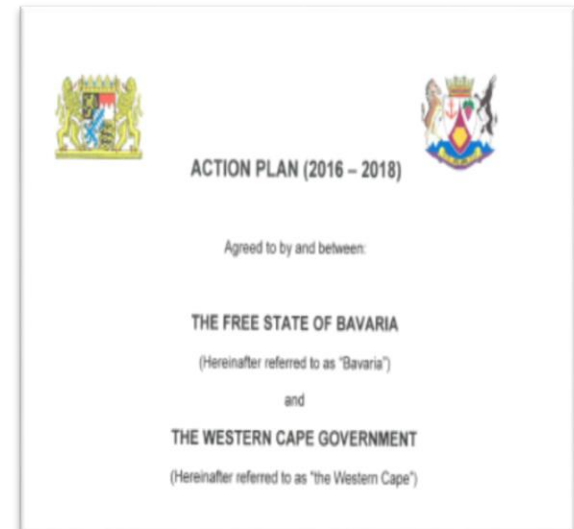 ACTION PLAN (2016 – 2018)
Agreed to by and between:
THE FREE STATE OF BAVARIA
(Hereinafter referred to as "Bavaria")
and
THE WESTERN CAPE GOVERNMENT
(Hereinafter referred to as "the Western Cape")